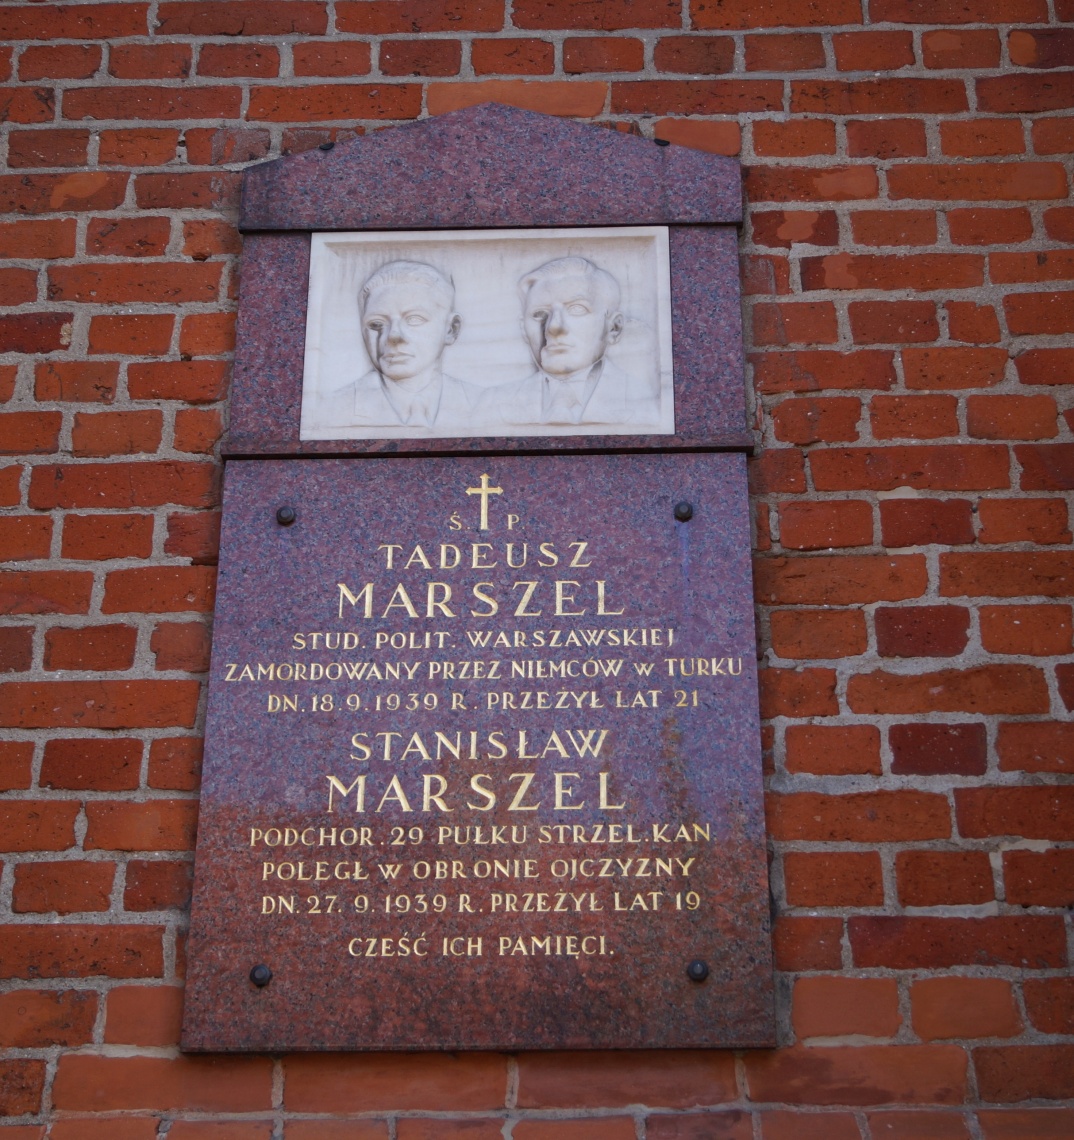 Ś. P
TADEUSZ
MARSZEL
STUD. POLIT. WARSZAWSKIEJ
ZAMORDOWANY PRZEZ NIEMCÓW W TURKU
DN. 18.9.1939 R. PRZEŻYŁ LAT 21
STANISŁAW
MARSZEL
PODCHOR. 29 PUŁKU STRZEL. KAN
POLEGŁ W OBRONIE OJCZYZNY
DN. 27. 9. 1939 R. PRZEŻYŁ LAT 19
CZEŚĆ ICH PAMIĘCI.